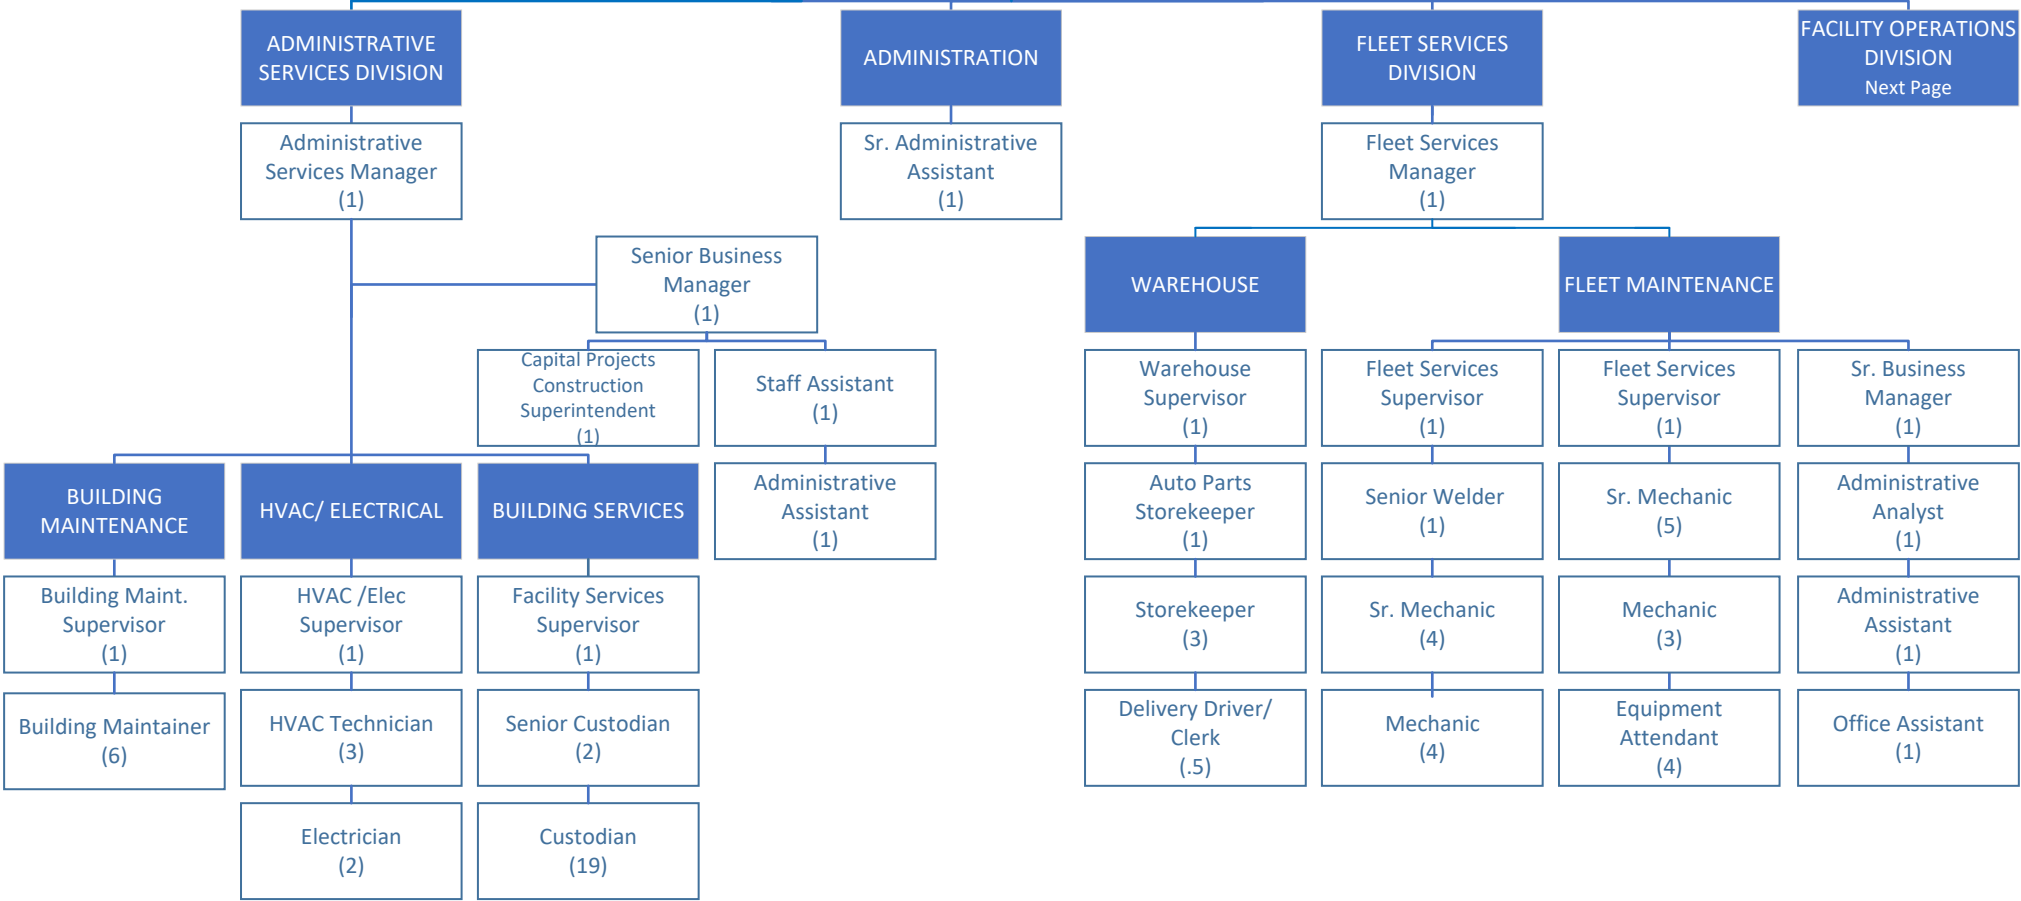 ADMINISTRATIVE
SERVICES DIVISION
ADMINISTRATION
FLEET SERVICES
DIVISION
FACILITY OPERATIONS
DIVISION
Next Page
Administrative
Services Manager
(1)
Sr. Administrative
Assistant
(1)
Fleet Services
Manager
(1)
Senior Business
Manager
(1)
WAREHOUSE
FLEET MAINTENANCE
Capital Projects
Construction
Superintendent
(1)
Staff Assistant
(1)
Warehouse
Supervisor
(1)
Fleet Services
Supervisor
(1)
Fleet Services
Supervisor
(1)
Sr. Business
Manager
(1)
BUILDING
MAINTENANCE
HVAC/ ELECTRICAL
BUILDING SERVICES
Administrative
Assistant
(1)
Auto Parts
Storekeeper
(1)
Senior Welder
(1)
Sr. Mechanic
(5)
Administrative
Analyst
(1)
Building Maint.
Supervisor
(1)
HVAC /Elec
Supervisor
(1)
Facility Services
Supervisor
(1)
Storekeeper
(3)
Sr. Mechanic
(4)
Mechanic
(3)
Administrative
Assistant
(1)
Building Maintainer
(6)
HVAC Technician
(3)
Senior Custodian
(2)
Delivery Driver/
Clerk
(.5)
Mechanic
(4)
Equipment
Attendant
(4)
Office Assistant
(1)
Electrician
(2)
Custodian
(19)